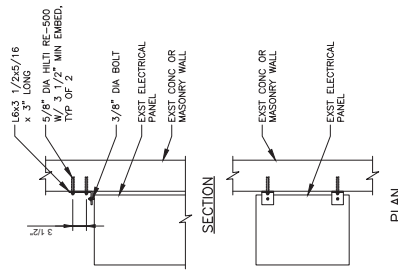 L6x3 1/2x5/16
x 3" LONG
5/8" DIA HILTI RE-500
W/ 3 1/2" MIN EMBED,
TYP OF 2
3/8" DIA BOLT
EXST ELECTRICAL
PANEL
EXST CONC OR
MASONRY WALL
3 1/2"
SECTION
EXST CONC OR
MASONRY WALL
EXST ELECTRICAL
PANEL
PLAN